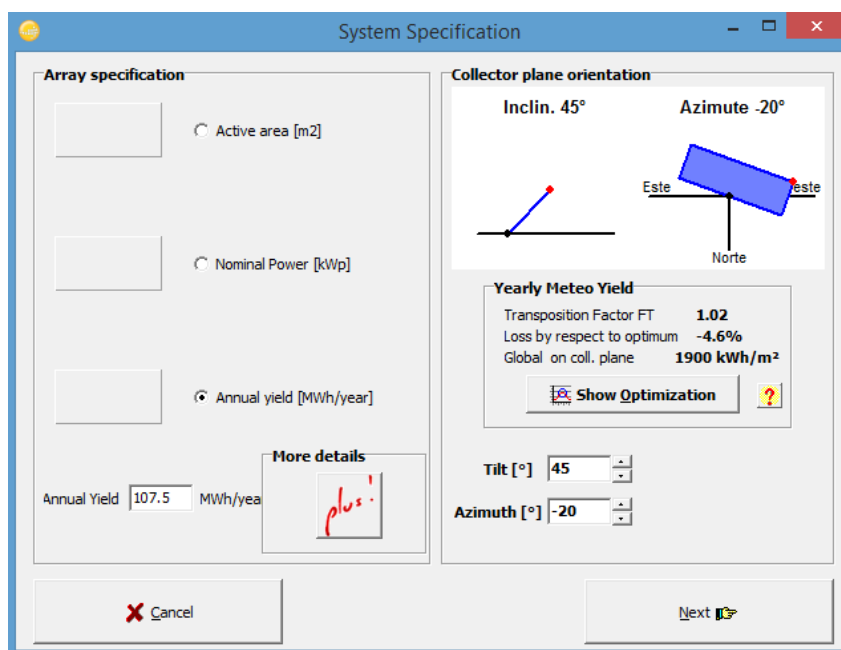 System Specification
Array specification
Active area [m2]
Nominal Power [kWp]
Annual yield [MWh/year]
Annual Yield 107.5 MWh/yea
More details
plus!
Collector plane orientation
Inclin. 45° Azimute -20°
Este este
Norte
Yearly Meteo Yield
Transposition Factor FT 1.02
Loss by respect to optimum -4.6%
Global on coll. plane 1900 kWh/m²
Show Optimization ?
Tilt [°] 45
Azimuth [°] -20
Cancel
Next